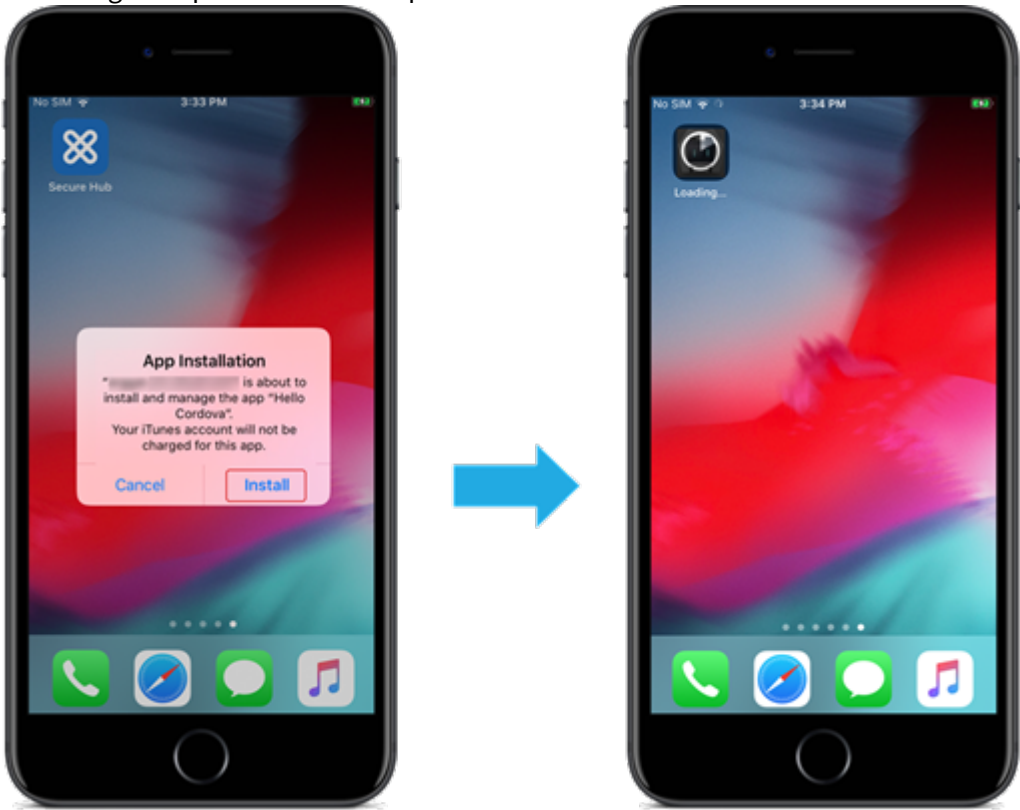 No SIM
3:33 PM
Secure Hub
App Installation
" " is about to
install and manage the app "Hello
Cordova".
Your iTunes account will not be
charged for this app.
Cancel
Install
No SIM
3:34 PM
Loading...